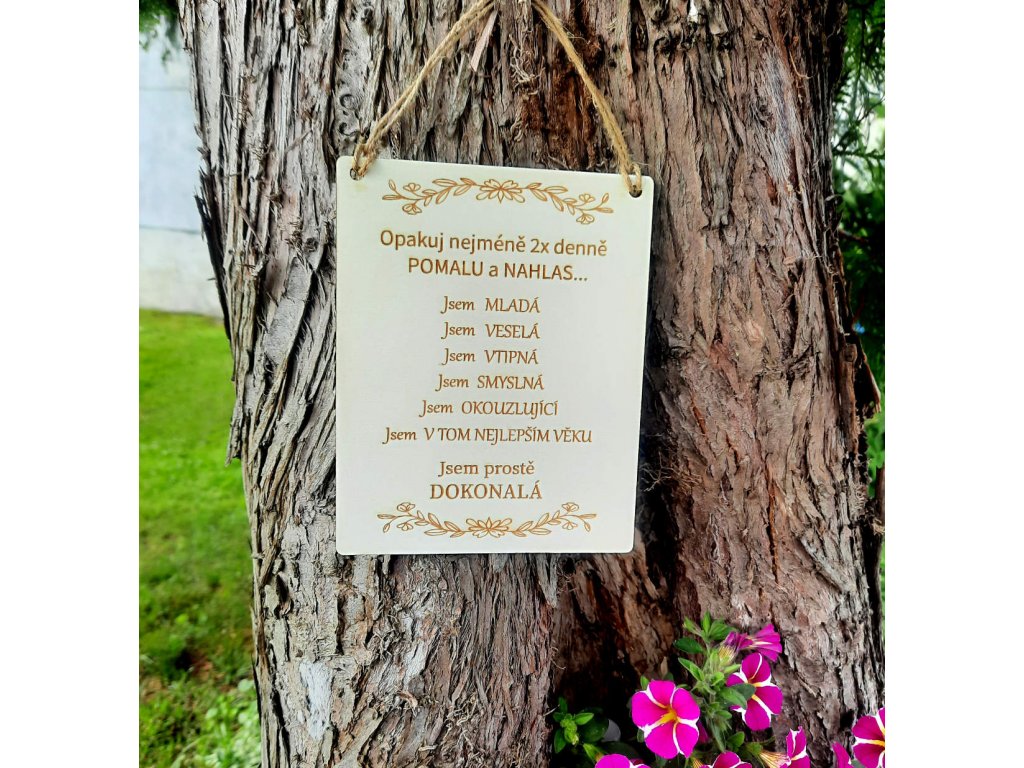 Opakuj nejméně 2x denně
POMALU a NAHLAS...
Jsem MLADÁ
Jsem VESELÁ
Jsem VTIPNÁ
Jsem SMYSLNÁ
Jsem OKOUZLUJÍCÍ
Jsem V TOM NEJLEPŠÍM VĚKU
Jsem prostě
DOKONALÁ